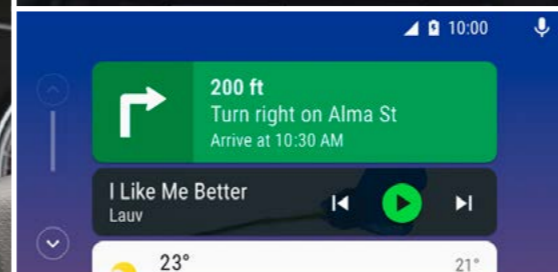 10:00
200 ft
Turn right on Alma St
Arrive at 10:30 AM
I Like Me Better
Lauv
23°
21°